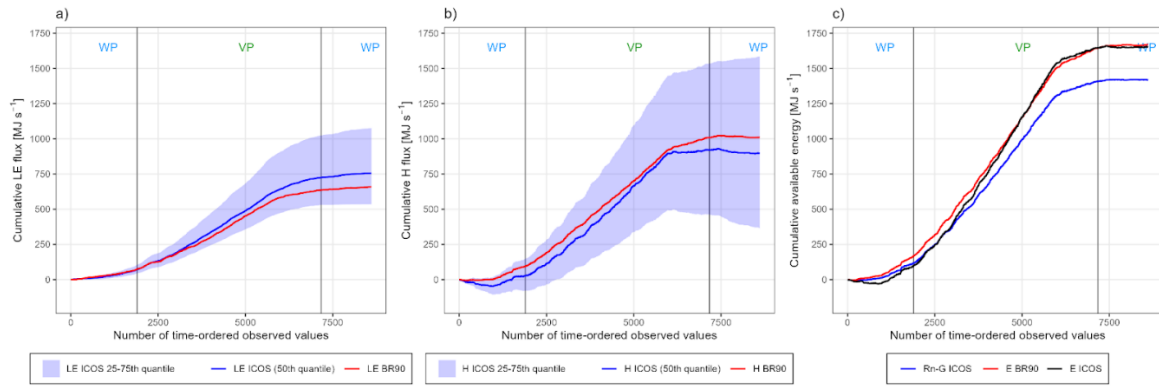 a)
1750
1500
1250
1000
750
500
250
0
Cumulative LE flux [MJ s⁻¹]
WP
VP
WP
0
2500
5000
7500
Number of time-ordered observed values
LE ICOS 25-75th quantile
LE ICOS (50th quantile)
LE BR90
b)
1750
1500
1250
1000
750
500
250
0
Cumulative H flux [MJ s⁻¹]
WP
VP
WP
0
2500
5000
7500
Number of time-ordered observed values
H ICOS 25-75th quantile
H ICOS (50th quantile)
H BR90
c)
1750
1500
1250
1000
750
500
250
0
Cumulative available energy [MJ s⁻¹]
WP
VP
WP
0
2500
5000
7500
Number of time-ordered observed values
Rn-G ICOS
E BR90
E ICOS